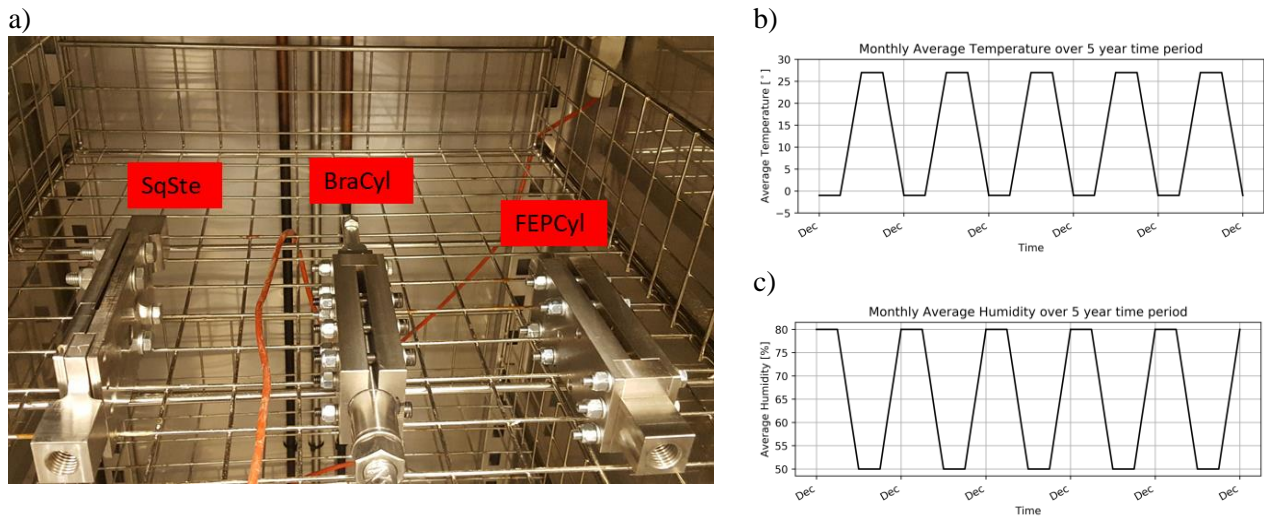 a)
SqSte
BraCyl
FEPCyl
b)
Monthly Average Temperature over 5 year time period
Average Temperature [°]
30
25
20
15
10
5
0
−5
Dec Dec Dec Dec Dec Dec
Time
c)
Monthly Average Humidity over 5 year time period
Average Humidity [%]
80
75
70
65
60
55
50
Dec Dec Dec Dec Dec Dec
Time